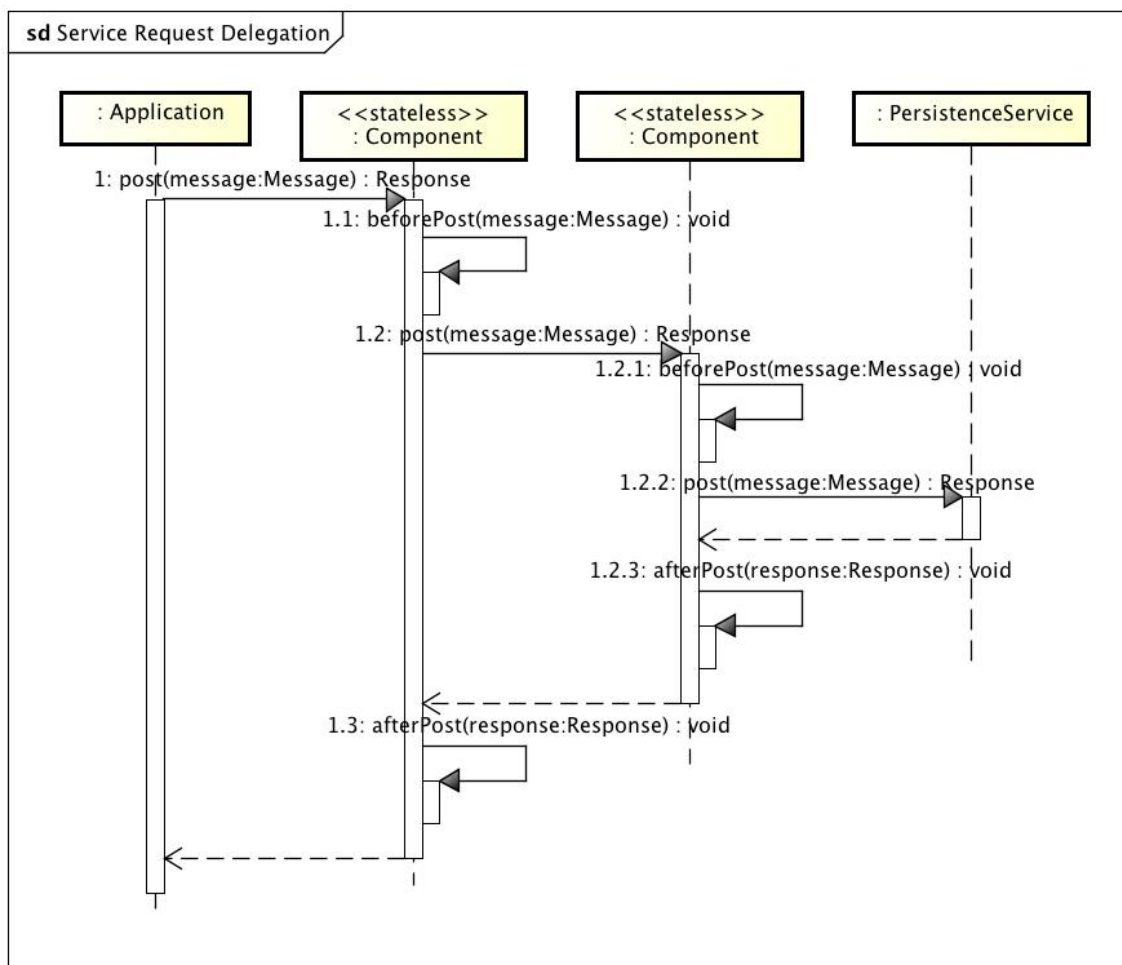 sd Service Request Delegation
: Application
<<stateless>>
: Component
<<stateless>>
: Component
: PersistenceService
1: post(message:Message) : Response
1.1: beforePost(message:Message) : void
1.2: post(message:Message) : Response
1.2.1: beforePost(message:Message) : void
1.2.2: post(message:Message) : Response
1.2.3: afterPost(response:Response) : void
1.3: afterPost(response:Response) : void